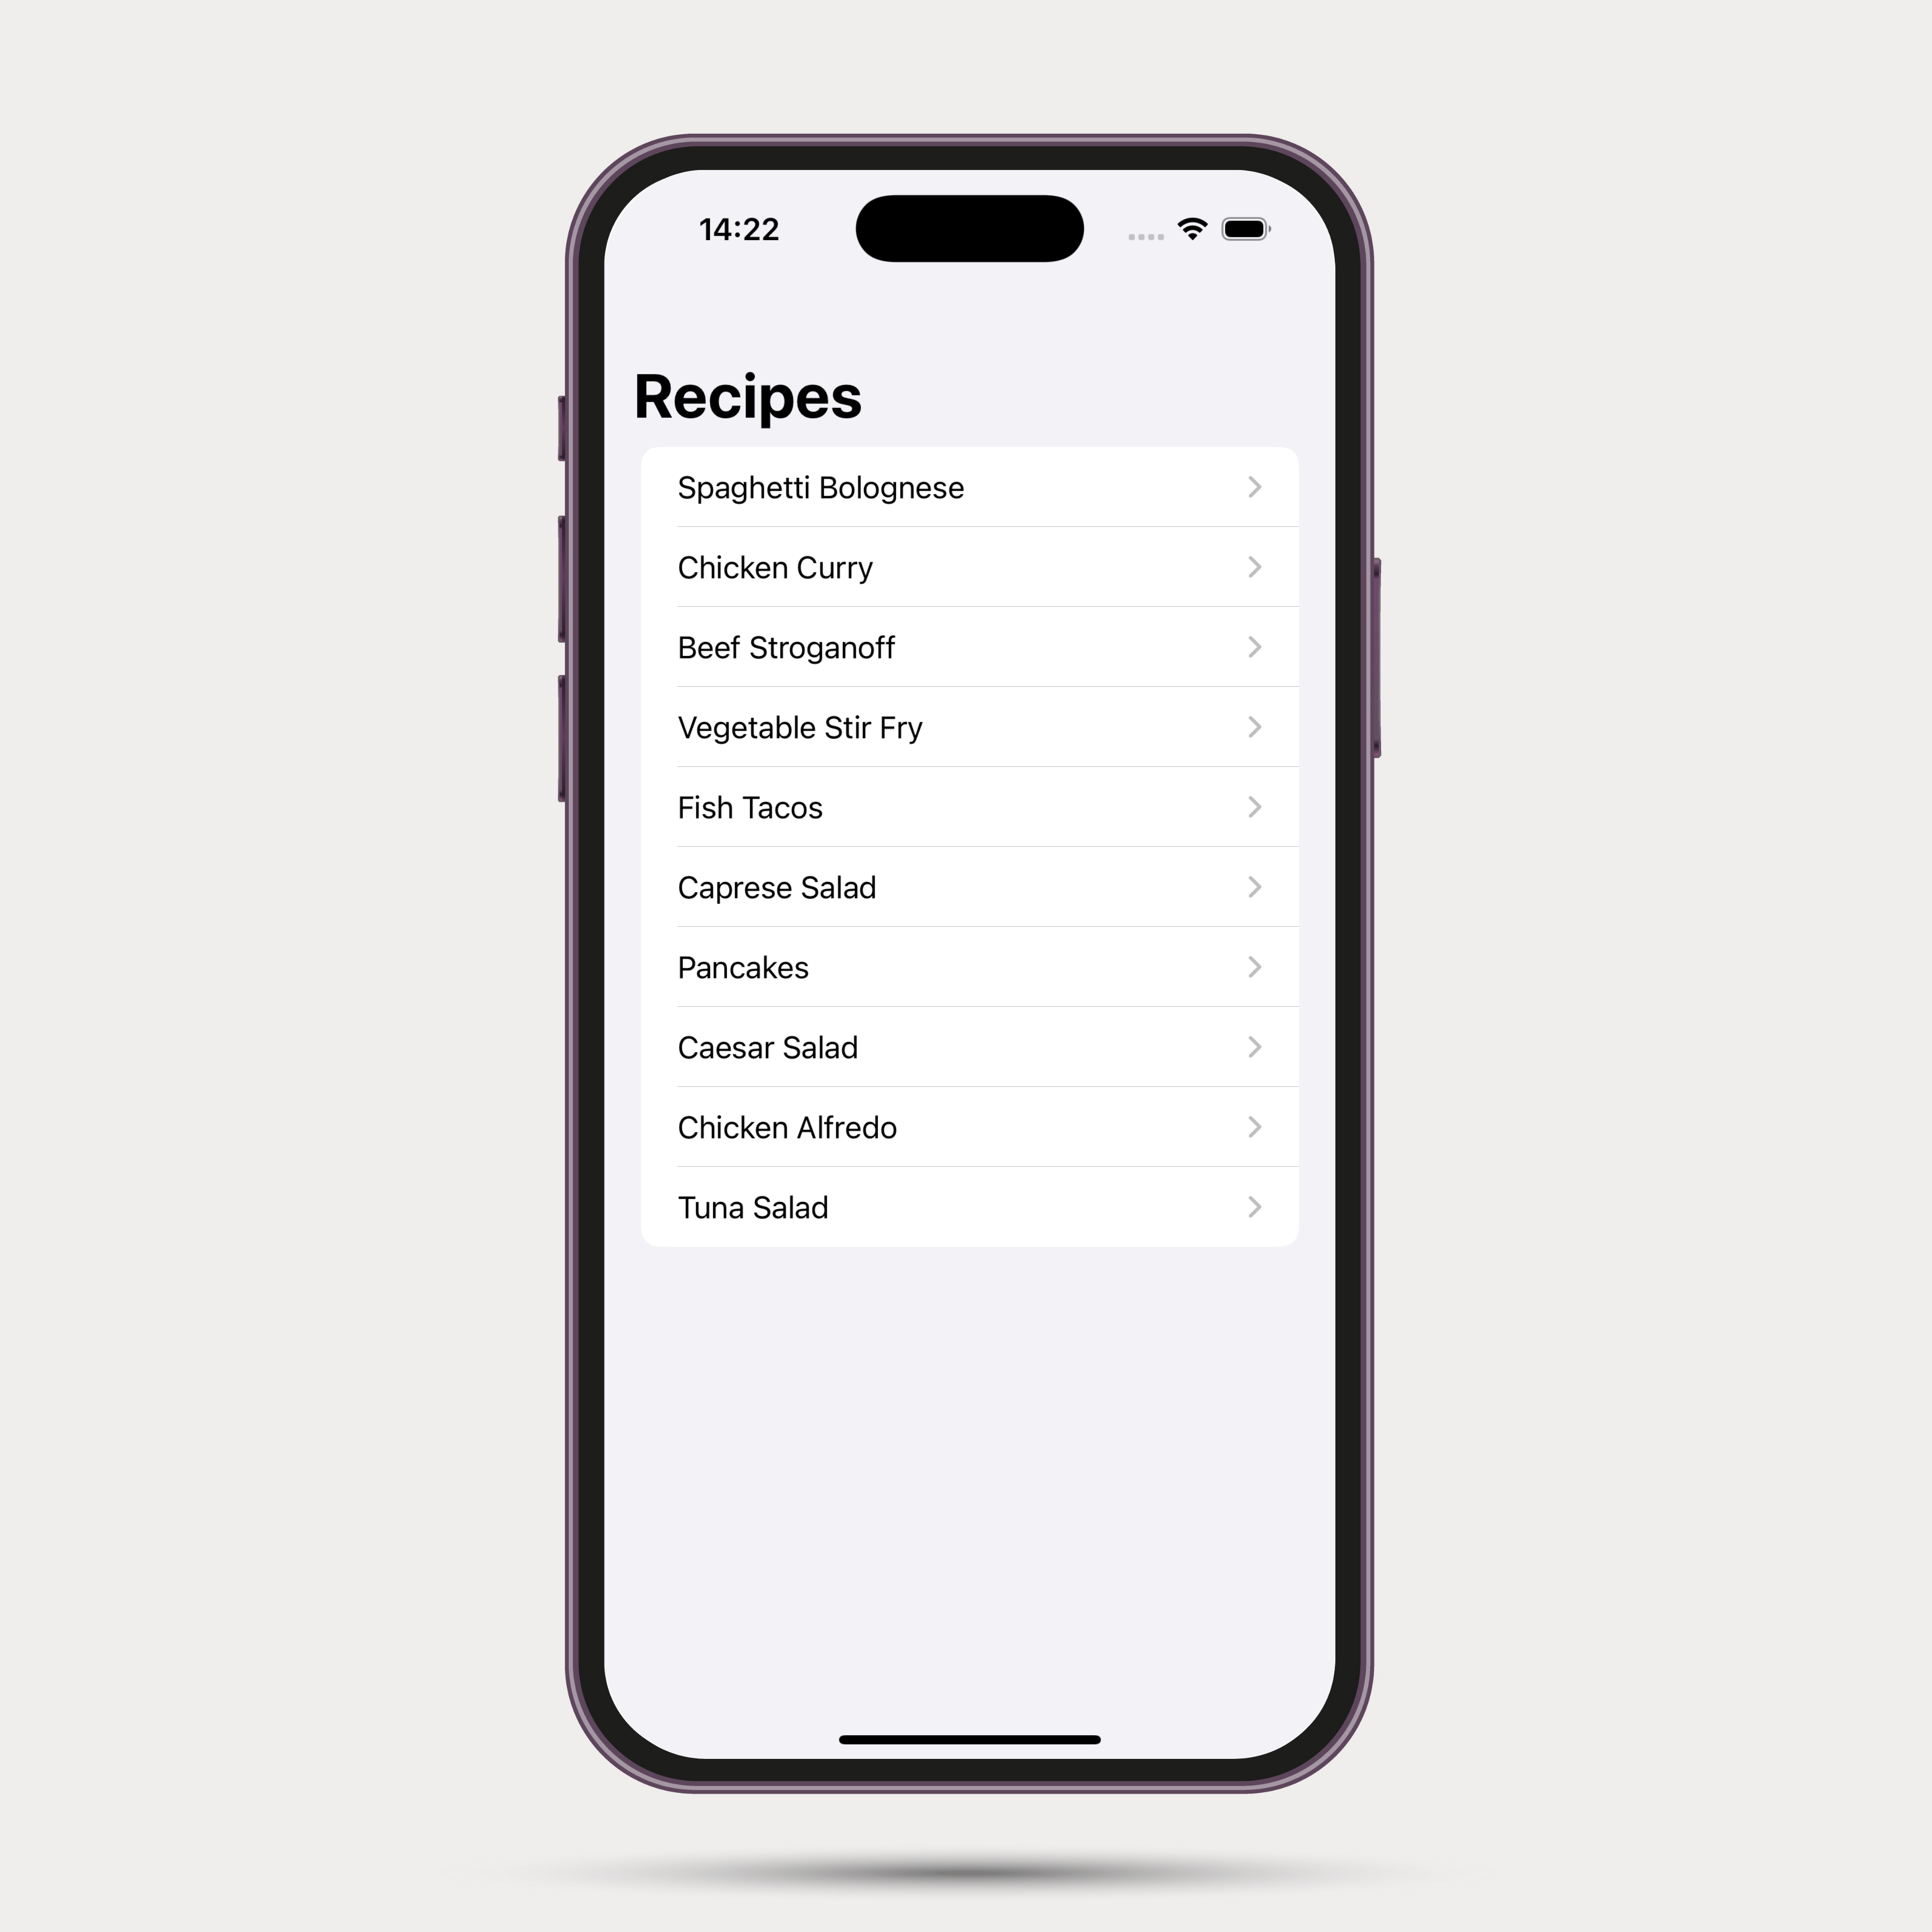 14:22
Recipes
Spaghetti Bolognese
Chicken Curry
Beef Stroganoff
Vegetable Stir Fry
Fish Tacos
Caprese Salad
Pancakes
Caesar Salad
Chicken Alfredo
Tuna Salad